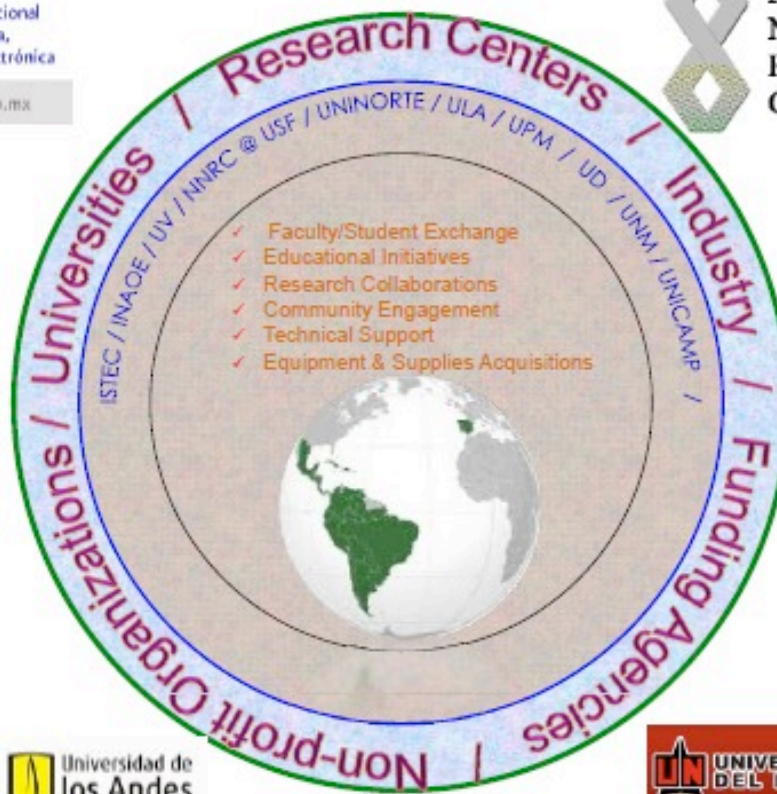 .mx
Universities / Research Centers / Industry / Funding Agencies / Non-profit Organizations /
ISTEC / INAOE / UV / NNRC @ USF / UNINORTE / ULA / UPM / UD / UNM / UNICAMP /
✓ Faculty/Student Exchange
✓ Educational Initiatives
✓ Research Collaborations
✓ Community Engagement
✓ Technical Support
✓ Equipment & Supplies Acquisitions
Universidad de
los Andes